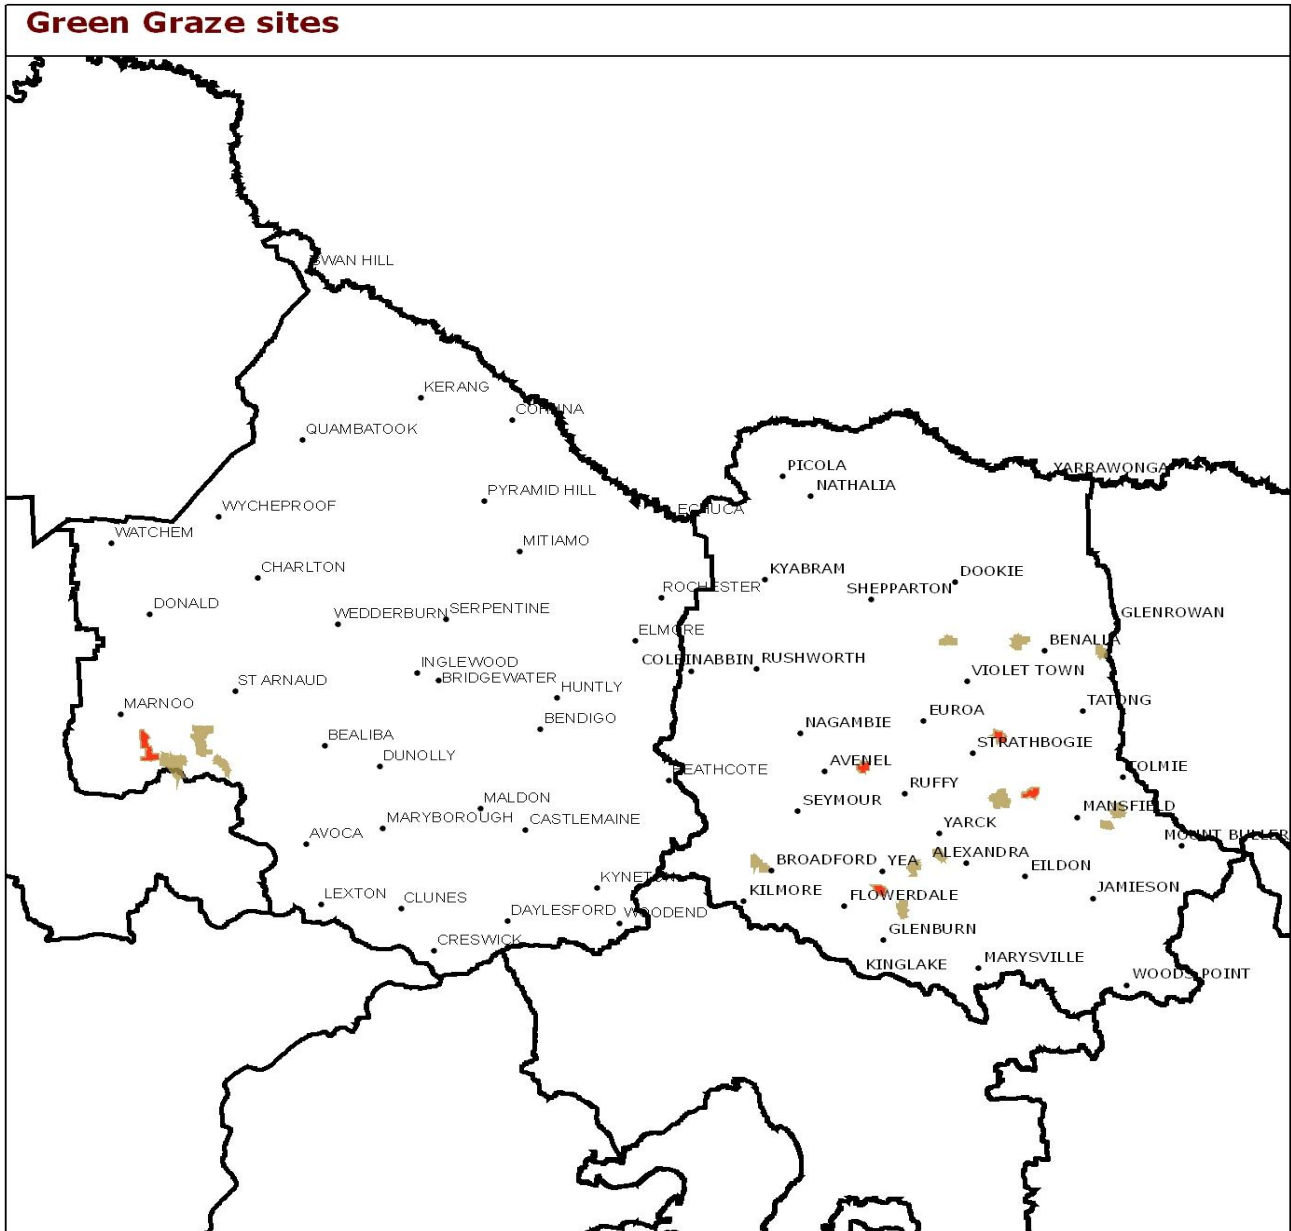 Green Graze sites
SWAN HILL
KERANG
COHUNA
QUAMBATOOK
PICOLA
YARRAWONGA
NATHALIA
PYRAMID HILL
WYCHEPROOF
ECHUCA
WATCHEM
MITIAMO
CHARLTON
KYABRAM
DOOKIE
ROCHESTER
SHEPPARTON
DONALD
WEDDERBURN
SERPENTINE
GLENROWAN
ELMORE
BENALLA
COLBINABBIN
RUSHWORTH
INGLEWOOD
VIOLET TOWN
ST ARNAUD
BRIDGEWATER
HUNTLY
MARNOO
TATONG
EUROA
BENDIGO
NAGAMBIE
BEALIBA
STRATHBOGIE
DUNOLLY
AVENEL
HEATHCOTE
TOLMIE
RUFFY
MALDON
SEYMOUR
MANSFIELD
MARYBOROUGH
CASTLEMAINE
YARCK
AVOCA
MOUNT BULLER
ALEXANDRA
BROADFORD
YEA
EILDON
KYNETON
JAMIESON
LEXTON
CLUNES
KILMORE
FLOWERDALE
DAYLESFORD
WOODEND
GLENBURN
CRESWICK
MARYSVILLE
KINGLAKE
WOODS POINT